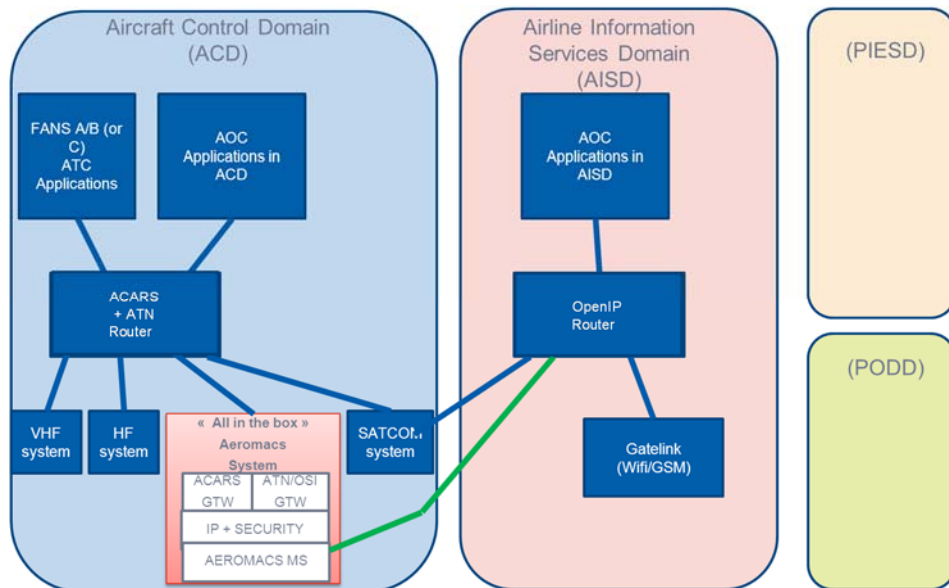 Aircraft Control Domain
(ACD)
Airline Information
Services Domain
(AISD)
(PIESD)
FANS A/B (or
C)
ATC
Applications
AOC
Applications in
ACD
AOC
Applications in
AISD
ACARS
+ ATN
Router
OpenIP
Router
(PODD)
VHF
system
HF
system
« All in the box »
Aeromacs
System
ACARS
GTW
ATN/OSI
GTW
IP + SECURITY
AEROMACS MS
SATCOM
system
Gatelink
(Wifi/GSM)